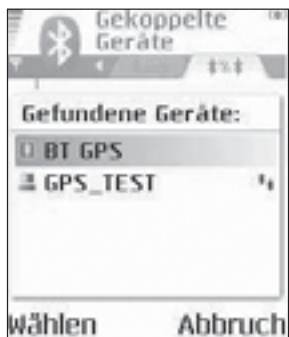 Gekoppelte
Geräte
Gefundene Geräte:
BT GPS
GPS_TEST
Wählen Abbruch